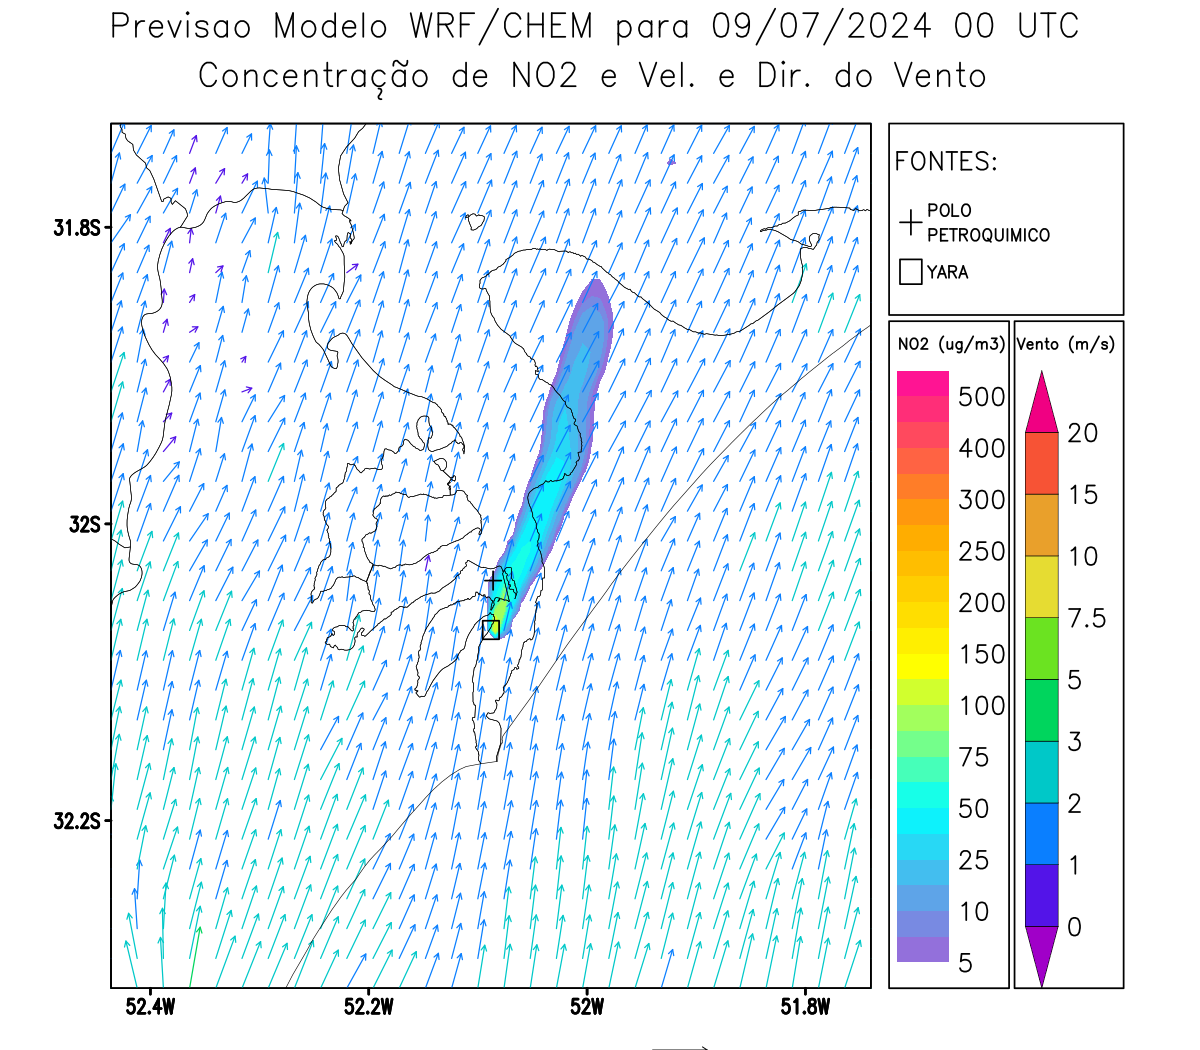 Previsao Modelo WRF/CHEM para 09/07/2024 00 UTC
Concentração de NO2 e Vel. e Dir. do Vento
FONTES:
POLO
PETROQUIMICO
YARA
31.8S
32S
32.2S
52.4W
52.2W
52W
51.8W
NO2 (ug/m3)
500
400
300
250
200
150
100
75
50
25
10
5
Vento (m/s)
20
15
10
7.5
5
3
2
1
0